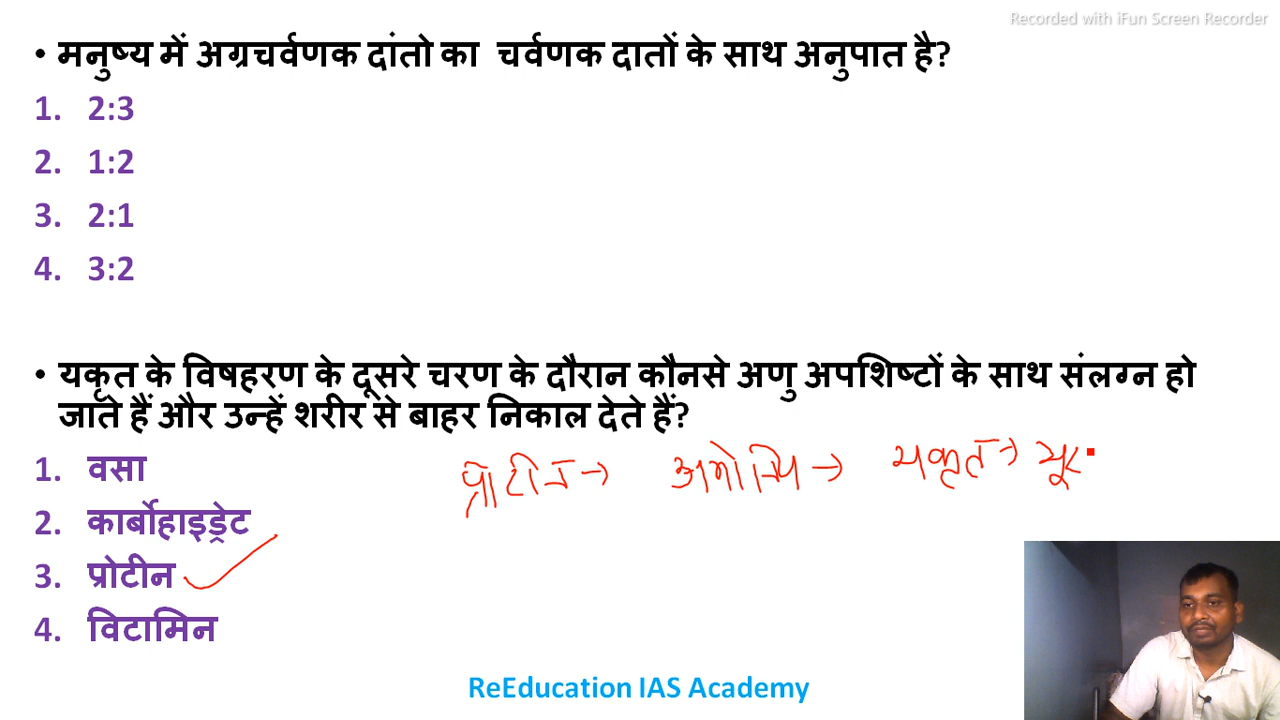 Recorded with iFun Screen Recorder
• मनुष्य में अग्रचर्वणक दांतो का चर्वणक दातों के साथ अनुपात है?
1. 2:3
2. 1:2
3. 2:1
4. 3:2
• यकृत के विषहरण के दूसरे चरण के दौरान कौनसे अणु अपशिष्टों के साथ संलग्न हो
जाते हैं और उन्हें शरीर से बाहर निकाल देते हैं?
1. वसा
प्रोटीन → → यकृत →
2. कार्बोहाइड्रेट
3. प्रोटीन
4. विटामिन
ReEducation IAS Academy